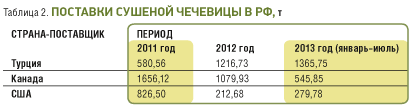 Таблица 2. ПОСТАВКИ СУШЕНОЙ ЧЕЧЕВИЦЫ В РФ, т
СТРАНА-ПОСТАВЩИК ПЕРИОД
2011 год 2012 год 2013 год (январь–июль)
Турция 580,56 1216,73 1365,75
Канада 1656,12 1079,93 545,85
США 826,50 212,68 279,78